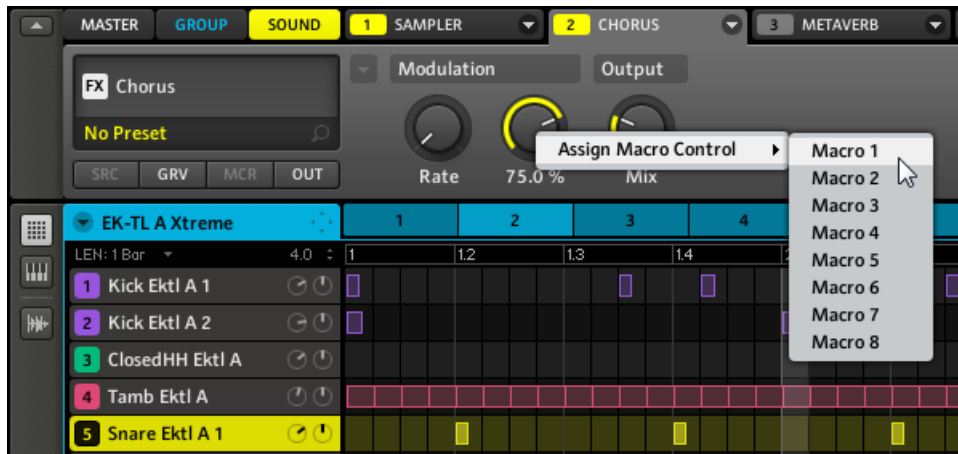 MASTER GROUP SOUND 1 SAMPLER 2 CHORUS 3 METAVERB
Modulation Output
FX Chorus
No Preset
Assign Macro Control Macro 1
SRC GRV MCR OUT Rate 75.0 % Mix Macro 2
Macro 3
EK-TL A Xtreme 1 2 3 4 Macro 4
LEN: 1 Bar 4.0 1 1.2 1.3 1.4 Macro 5
1 Kick Ektl A 1 Macro 6
2 Kick Ektl A 2 Macro 7
Macro 8
3 ClosedHH Ektl A
4 Tamb Ektl A
5 Snare Ektl A 1